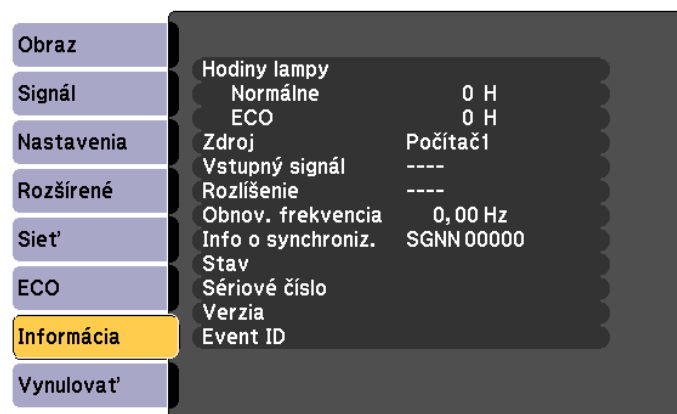 Obraz
Signál
Nastavenia
Rozšírené
Sieť
ECO
Informácia
Vynulovať
Hodiny lampy
Normálne 0 H
ECO 0 H
Zdroj Počítač1
Vstupný signál ----
Rozlíšenie ----
Obnov. frekvencia 0,00 Hz
Info o synchroniz. SGNN 00000
Stav
Sériové číslo
Verzia
Event ID